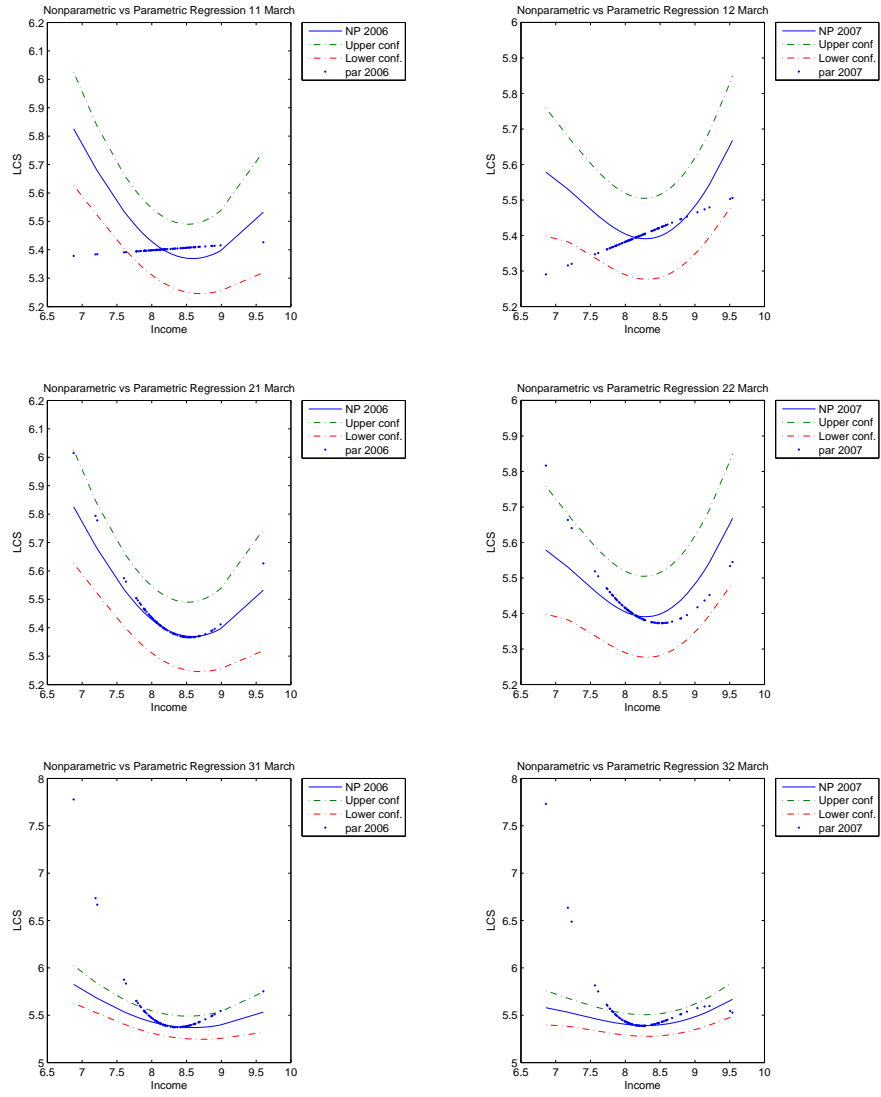 Nonparametric vs Parametric Regression 11 March
6.2
6.1
6
5.9
5.8
5.7
5.6
5.5
5.4
5.3
5.2
LCS
6.5 7 7.5 8 8.5 9 9.5 10
Income
NP 2006
Upper conf
Lower conf.
par 2006
Nonparametric vs Parametric Regression 12 March
6
5.9
5.8
5.7
5.6
5.5
5.4
5.3
5.2
LCS
6.5 7 7.5 8 8.5 9 9.5 10
Income
NP 2007
Upper conf
Lower conf.
par 2007
Nonparametric vs Parametric Regression 21 March
6.2
6.1
6
5.9
5.8
5.7
5.6
5.5
5.4
5.3
5.2
LCS
6.5 7 7.5 8 8.5 9 9.5 10
Income
NP 2006
Upper conf
Lower conf.
par 2006
Nonparametric vs Parametric Regression 22 March
6
5.9
5.8
5.7
5.6
5.5
5.4
5.3
5.2
LCS
6.5 7 7.5 8 8.5 9 9.5 10
Income
NP 2007
Upper conf
Lower conf.
par 2007
Nonparametric vs Parametric Regression 31 March
8
7.5
7
6.5
6
5.5
5
LCS
6.5 7 7.5 8 8.5 9 9.5 10
Income
NP 2006
Upper conf
Lower conf.
par 2006
Nonparametric vs Parametric Regression 32 March
8
7.5
7
6.5
6
5.5
5
LCS
6.5 7 7.5 8 8.5 9 9.5 10
Income
NP 2007
Upper conf
Lower conf.
par 2007